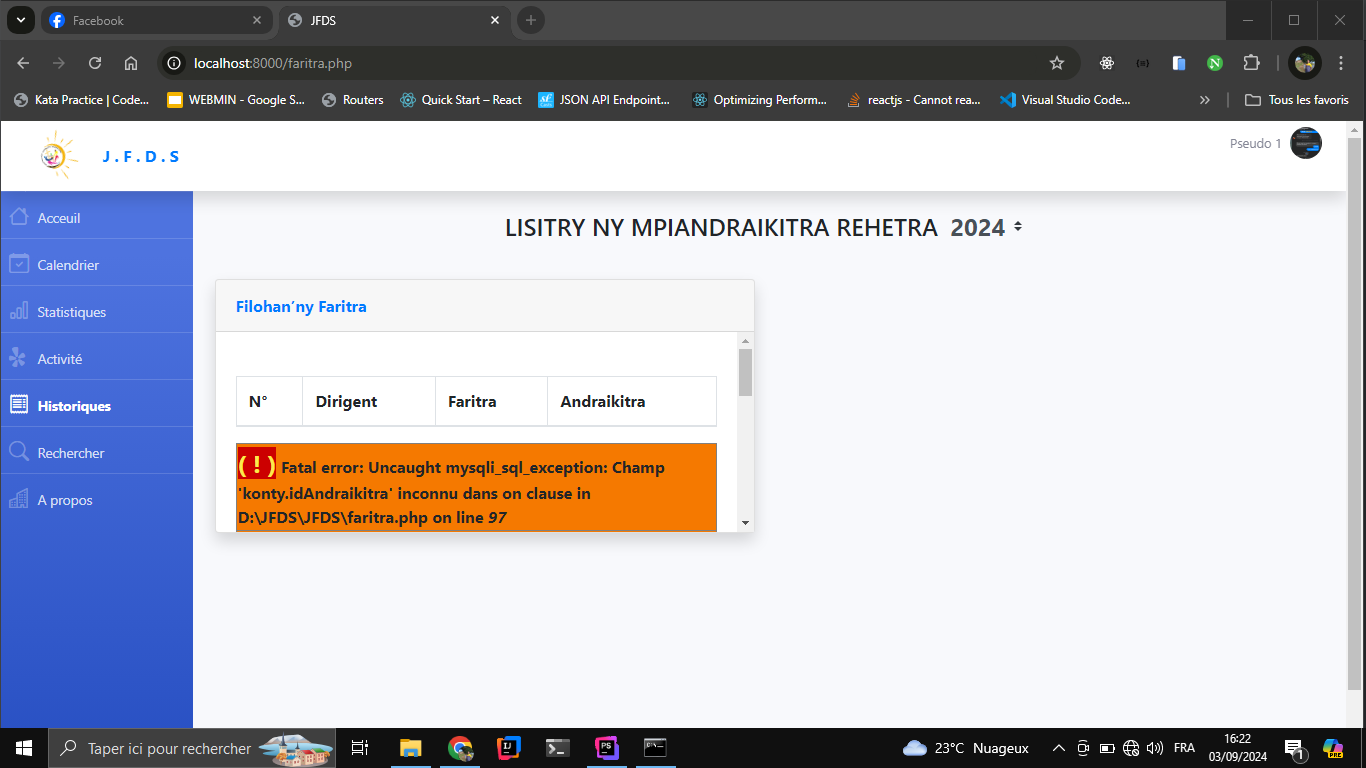 Facebook
JFDS
localhost:8000/faritra.php
Kata Practice | Code...
WEBMIN - Google S...
Routers
Quick Start – React
JSON API Endpoint...
Optimizing Perform...
reactjs - Cannot rea...
Visual Studio Code...
Tous les favoris
J.F.D.S
Pseudo 1
Acceuil
Calendrier
Statistiques
Activité
Historiques
Rechercher
A propos
LISITRY NY MPIANDRAIKITRA REHETRA 2024
Filohan'ny Faritra
N° Dirigent Faritra Andraikitra
( ! ) Fatal error: Uncaught mysqli_sql_exception: Champ
'konty.idAndraikitra' inconnu dans on clause in
D:\JFDS\JFDS\faritra.php on line 97
Taper ici pour rechercher
23°C Nuageux
FRA
16:22
03/09/2024
1